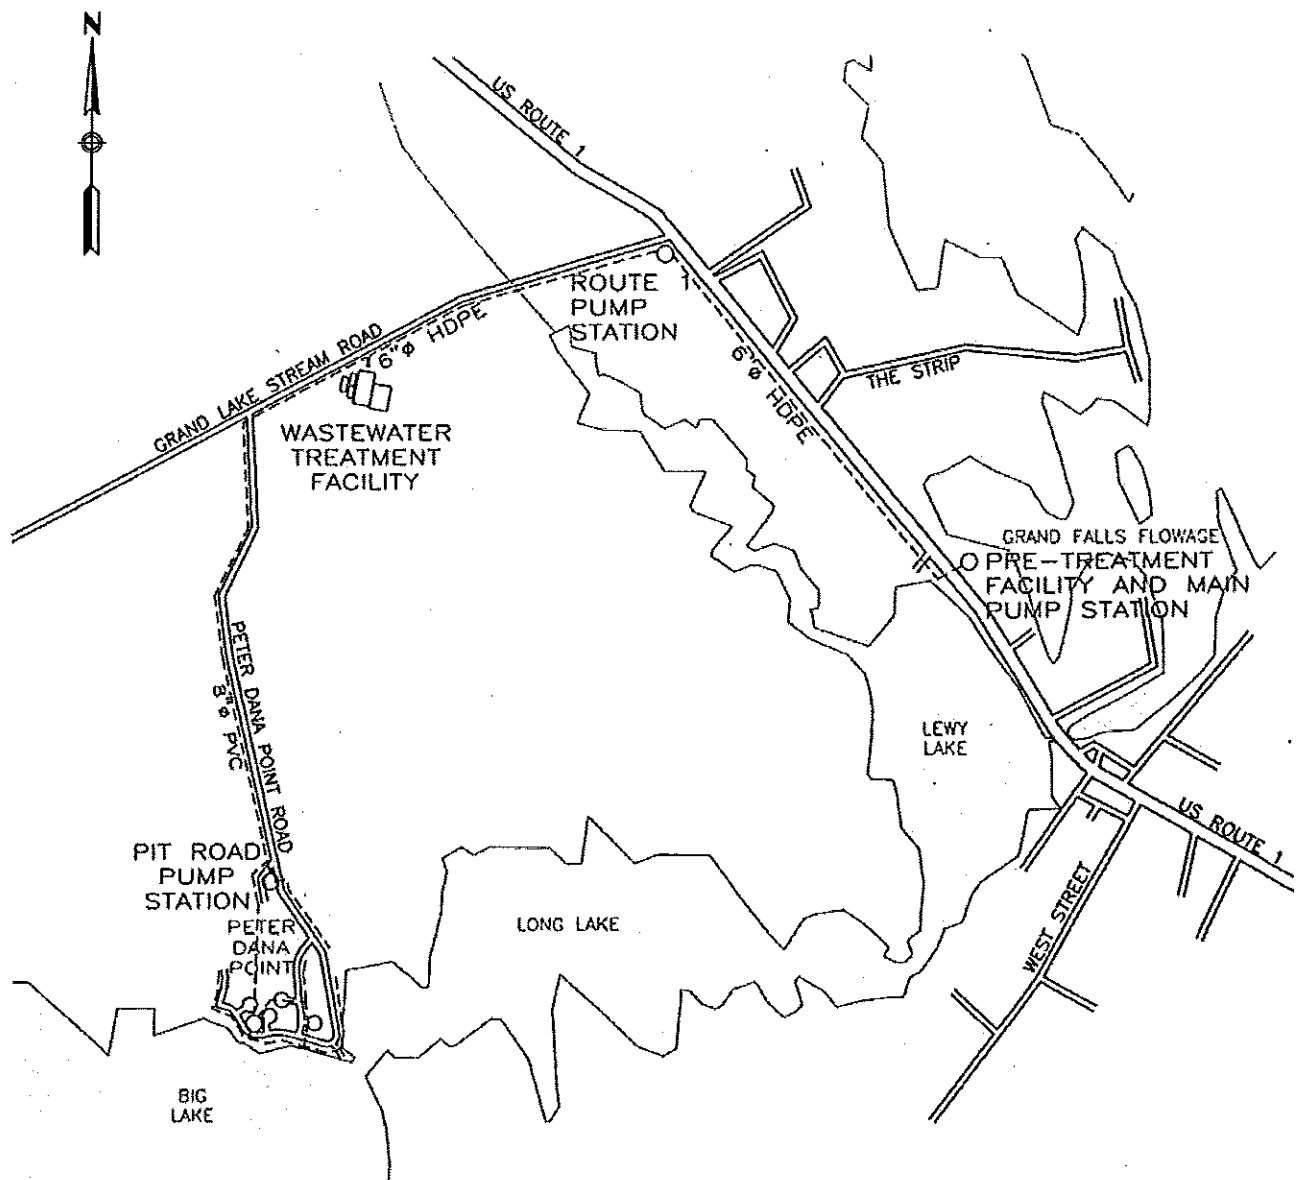 N
US ROUTE 1
ROUTE 1
PUMP
STATION
16"ø HDPE
GRAND LAKE STREAM ROAD
6"ø HDPE
THE STRIP
WASTEWATER
TREATMENT
FACILITY
GRAND FALLS FLOWAGE
PRE-TREATMENT
FACILITY AND MAIN
PUMP STATION
PETER DANA POINT ROAD
8"ø PVC
LEWY
LAKE
US ROUTE 1
PIT ROAD
PUMP
STATION
PETER
DANA
POINT
LONG LAKE
WEST STREET
BIG
LAKE